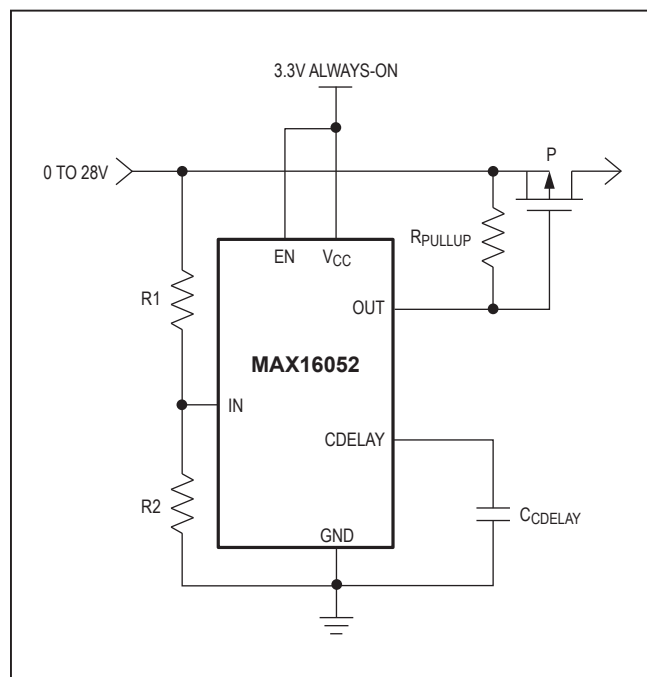 3.3V ALWAYS-ON
0 TO 28V
P
EN
VCC
RPULLUP
R1
OUT
MAX16052
IN
CDELAY
R2
CCDELAY
GND